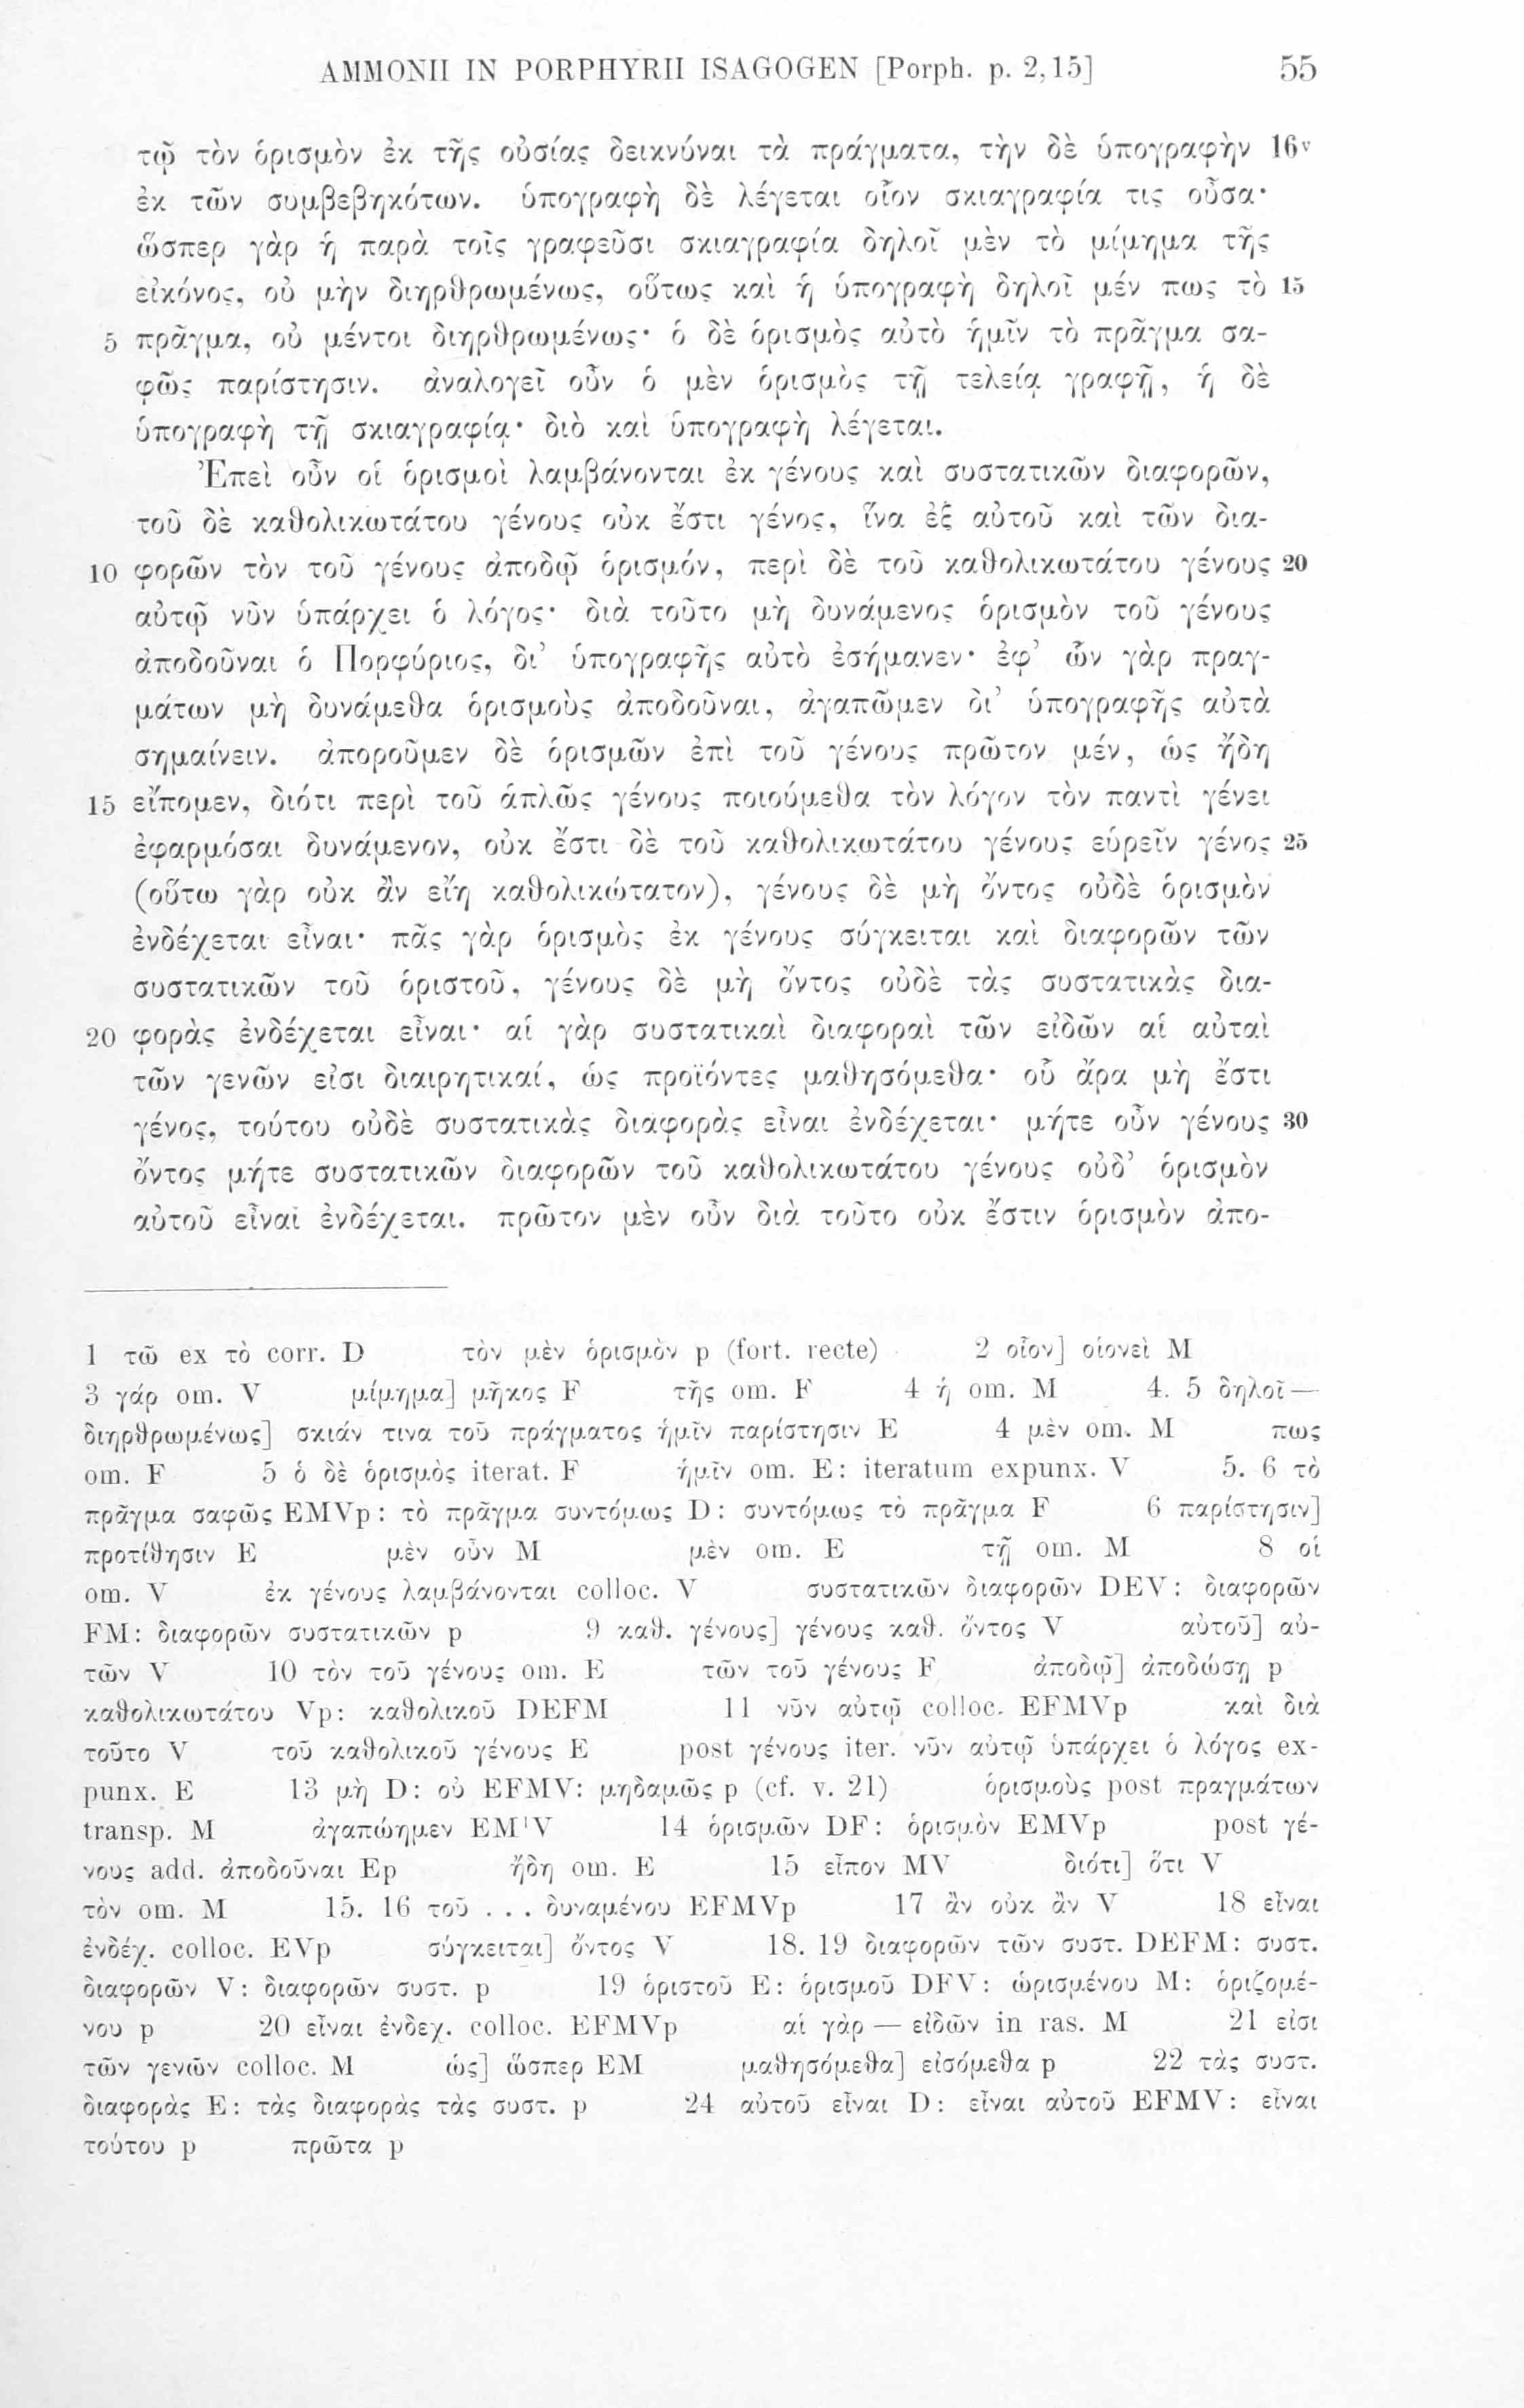 AMMONII IN PORPHYRII ISAGOGEN [Porph. p. 2,15] 55
τῷ τὸν ὁρισμὸν ἐκ τῆς οὐσίας δεικνύναι τὰ πράγματα, τὴν δὲ ὑπογραφὴν 16v
ἐκ τῶν συμβεβηκότων. ὑπογραφὴ δὲ λέγεται οἷον σκιαγραφία τις οὖσα·
ὥσπερ γὰρ ἡ παρὰ τοῖς γραφεῦσι σκιαγραφία δηλοῖ μὲν τὸ μίμημα τῆς
εἰκόνος, οὐ μὴν διηρθρωμένως, οὕτως καὶ ἡ ὑπογραφὴ δηλοῖ μέν πως τὸ 15
5 πρᾶγμα, οὐ μέντοι διηρθρωμένως· ὁ δὲ ὁρισμὸς αὐτὸ ἡμῖν τὸ πρᾶγμα σα-
φῶς παρίστησιν. ἀναλογεῖ οὖν ὁ μὲν ὁρισμὸς τῇ τελείᾳ γραφῇ, ἡ δὲ
ὑπογραφὴ τῇ σκιαγραφίᾳ· διὸ καὶ ὑπογραφὴ λέγεται.
Ἐπεὶ οὖν οἱ ὁρισμοὶ λαμβάνονται ἐκ γένους καὶ συστατικῶν διαφορῶν,
τοῦ δὲ καθολικωτάτου γένους οὐκ ἔστι γένος, ἵνα ἐξ αὐτοῦ καὶ τῶν δια-
10 φορῶν τὸν τοῦ γένους ἀποδῷ ὁρισμόν, περὶ δὲ τοῦ καθολικωτάτου γένους 20
αὐτῷ νῦν ὑπάρχει ὁ λόγος· διὰ τοῦτο μὴ δυνάμενος ὁρισμὸν τοῦ γένους
ἀποδοῦναι ὁ Πορφύριος, δι’ ὑπογραφῆς αὐτὸ ἐσήμανεν· ἐφ’ ὧν γὰρ πραγ-
μάτων μὴ δυνάμεθα ὁρισμοὺς ἀποδοῦναι, ἀγαπῶμεν δι’ ὑπογραφῆς αὐτὰ
σημαίνειν. ἀποροῦμεν δὲ ὁρισμῶν ἐπὶ τοῦ γένους πρῶτον μέν, ὡς ἤδη
15 εἴπομεν, διότι περὶ τοῦ ἁπλῶς γένους ποιούμεθα τὸν λόγον τὸν παντὶ γένει
ἐφαρμόσαι δυνάμενον, οὐκ ἔστι δὲ τοῦ καθολικωτάτου γένους εὑρεῖν γένος 25
(οὕτω γὰρ οὐκ ἂν εἴη καθολικώτατον), γένους δὲ μὴ ὄντος οὐδὲ ὁρισμὸν
ἐνδέχεται εἶναι· πᾶς γὰρ ὁρισμὸς ἐκ γένους σύγκειται καὶ διαφορῶν τῶν
συστατικῶν τοῦ ὁριστοῦ, γένους δὲ μὴ ὄντος οὐδὲ τὰς συστατικὰς δια-
20 φορὰς ἐνδέχεται εἶναι· αἱ γὰρ συστατικαὶ διαφοραὶ τῶν εἰδῶν αἱ αὐταὶ
τῶν γενῶν εἰσι διαιρητικαί, ὡς προϊόντες μαθησόμεθα· οὗ ἄρα μὴ ἔστι
γένος, τούτου οὐδὲ συστατικὰς διαφορὰς εἶναι ἐνδέχεται· μήτε οὖν γένους 30
ὄντος μήτε συστατικῶν διαφορῶν τοῦ καθολικωτάτου γένους οὐδ’ ὁρισμὸν
αὐτοῦ εἶναι ἐνδέχεται. πρῶτον μὲν οὖν διὰ τοῦτο οὐκ ἔστιν ὁρισμὸν ἀπο-
1 τῶ ex τὸ corr. D τὸν μὲν ὁρισμὸν p (fort. recte) 2 οἷον] οἱονεὶ M
3 γάρ om. V μίμημα] μῆκος F τῆς om. F 4 ἡ om. M 4. 5 δηλοῖ —
διηρθρωμένως] σκιάν τινα τοῦ πράγματος ἡμῖν παρίστησιν E 4 μὲν om. M πως
om. F 5 ὁ δὲ ὁρισμὸς iterat. F ἡμῖν om. E: iteratum expunx. V 5. 6 τὸ
πρᾶγμα σαφῶς EMVp: τὸ πρᾶγμα συντόμως D: συντόμως τὸ πρᾶγμα F 6 παρίστησιν]
προτίθησιν E μὲν οὖν M μὲν om. E τῇ om. M 8 οἱ
om. V ἐκ γένους λαμβάνονται colloc. V συστατικῶν διαφορῶν DEV: διαφορῶν
FM: διαφορῶν συστατικῶν p 9 καθ. γένους] γένους καθ. ὄντος V αὐτοῦ] αὐ-
τῶν V 10 τὸν τοῦ γένους om. E τῶν τοῦ γένους F ἀποδῷ] ἀποδώσῃ p
καθολικωτάτου Vp: καθολικοῦ DEFM 11 νῦν αὐτῷ colloc. EFMVp καὶ διὰ
τοῦτο V τοῦ καθολικοῦ γένους E post γένους iter. νῦν αὐτῷ ὑπάρχει ὁ λόγος ex-
punx. E 13 μὴ D: οὐ EFMV: μηδαμῶς p (cf. v. 21) ὁρισμοὺς post πραγμάτων
transp. M ἀγαπώημεν EM¹V 14 ὁρισμῶν DF: ὁρισμὸν EMVp post γέ-
νους add. ἀποδοῦναι Ep ἤδη om. E 15 εἶπον MV διότι] ὅτι V
τὸν om. M 15. 16 τοῦ . . . δυναμένου EFMVp 17 ἂν οὐκ ἂν V 18 εἶναι
ἐνδέχ. colloc. EVp σύγκειται] ὄντος V 18. 19 διαφορῶν τῶν συστ. DEFM: συστ.
διαφορῶν V: διαφορῶν συστ. p 19 ὁριστοῦ E: ὁρισμοῦ DFV: ὡρισμένου M: ὁριζομέ-
νου p 20 εἶναι ἐνδεχ. colloc. EFMVp αἱ γὰρ — εἰδῶν in ras. M 21 εἰσι
τῶν γενῶν colloc. M ὡς] ὥσπερ EM μαθησόμεθα] εἰσόμεθα p 22 τὰς συστ.
διαφορὰς E: τὰς διαφορὰς τὰς συστ. p 24 αὐτοῦ εἶναι D: εἶναι αὐτοῦ EFMV: εἶναι
τούτου p πρῶτα p